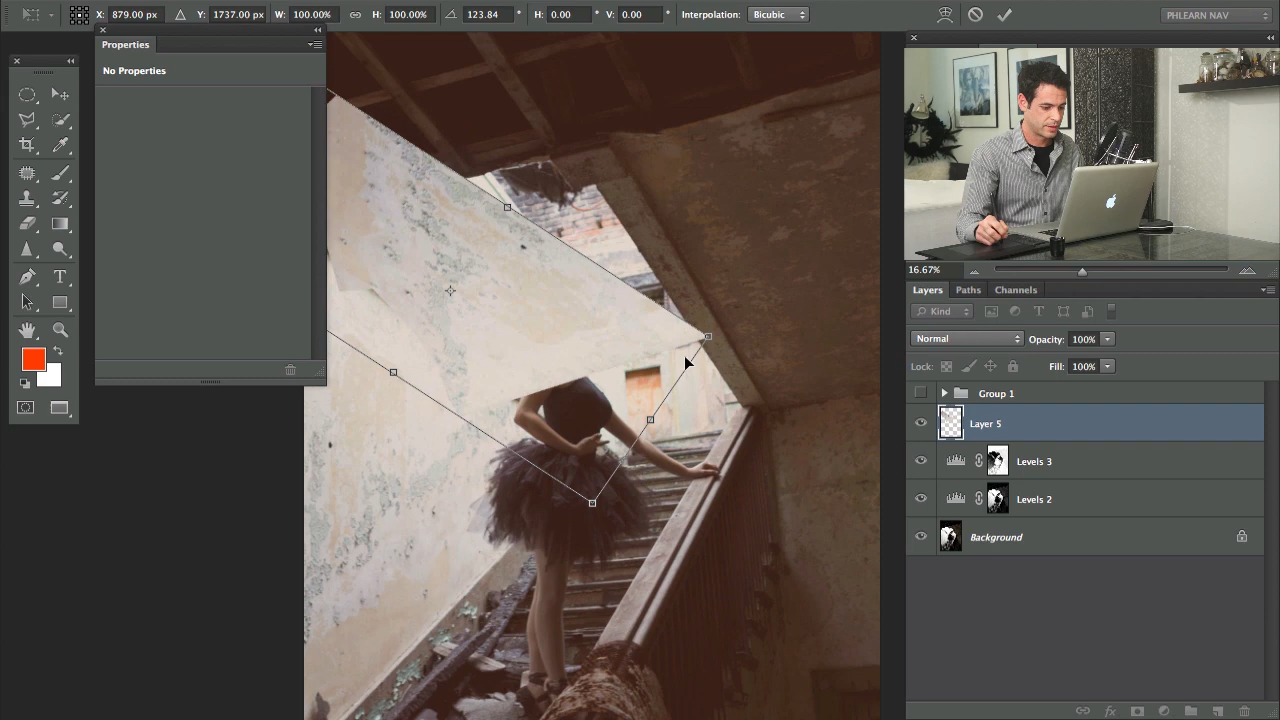 X: 879.00 px Y: 1737.00 px W: 100.00% H: 100.00% 123.84 ° H: 0.00 ° V: 0.00 ° Interpolation: Bicubic PHLEARN NAV
Properties
No Properties
16.67%
Layers Paths Channels
Kind
Normal Opacity: 100%
Lock: Fill: 100%
Group 1
Layer 5
Levels 3
Levels 2
Background